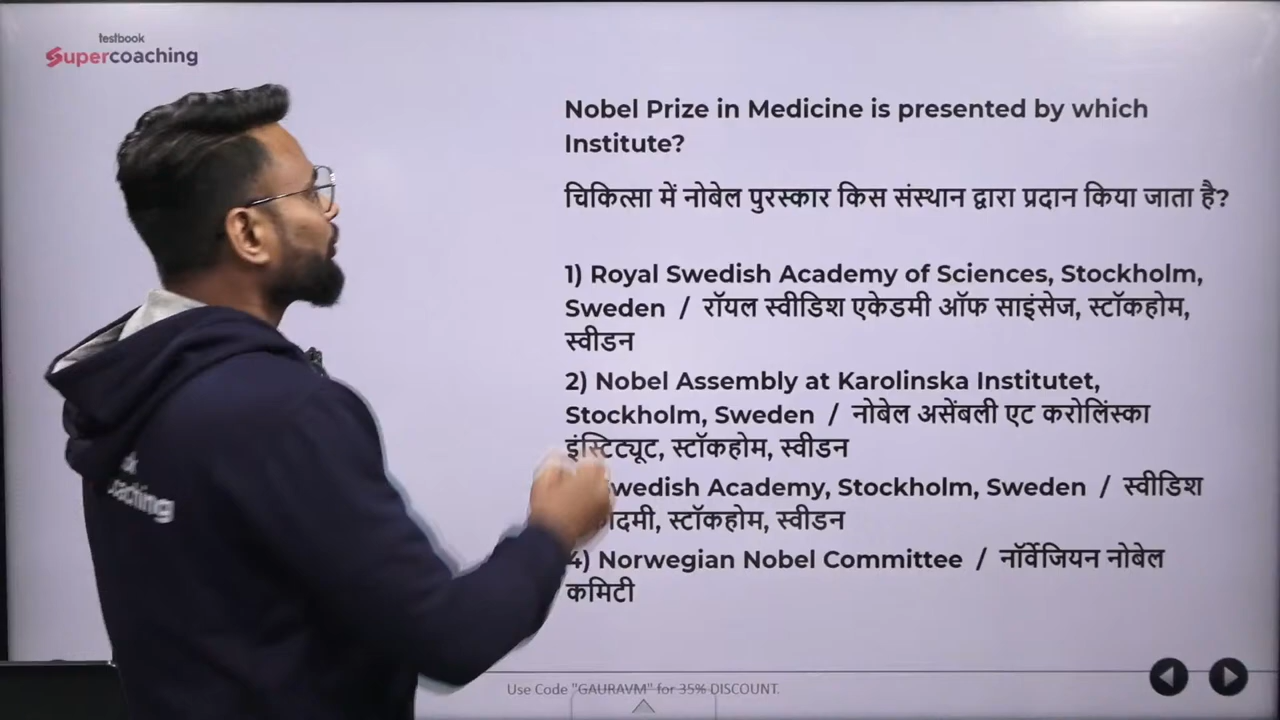 testbook
Supercoaching
Nobel Prize in Medicine is presented by which
Institute?
चिकित्सा में नोबेल पुरस्कार किस संस्थान द्वारा प्रदान किया जाता है?
1) Royal Swedish Academy of Sciences, Stockholm,
Sweden / रॉयल स्वीडिश एकेडमी ऑफ साइंसेज, स्टॉकहोम,
स्वीडन
2) Nobel Assembly at Karolinska Institutet,
Stockholm, Sweden / नोबेल असेंबली एट करोलिंस्का
इंस्टिट्यूट, स्टॉकहोम, स्वीडन
Swedish Academy, Stockholm, Sweden / स्वीडिश
स्टॉकहोम, स्वीडन
4) Norwegian Nobel Committee / नॉर्वेजियन नोबेल
कमिटी
Use Code "GAURAVM" for 35% DISCOUNT.